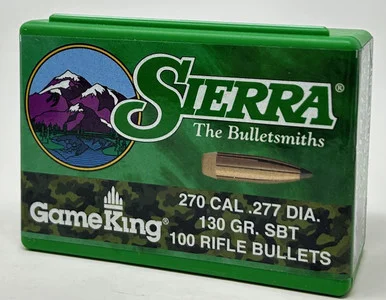 SIERRA®
The Bulletsmiths
GameKing®
270 CAL .277 DIA.
130 GR. SBT
100 RIFLE BULLETS